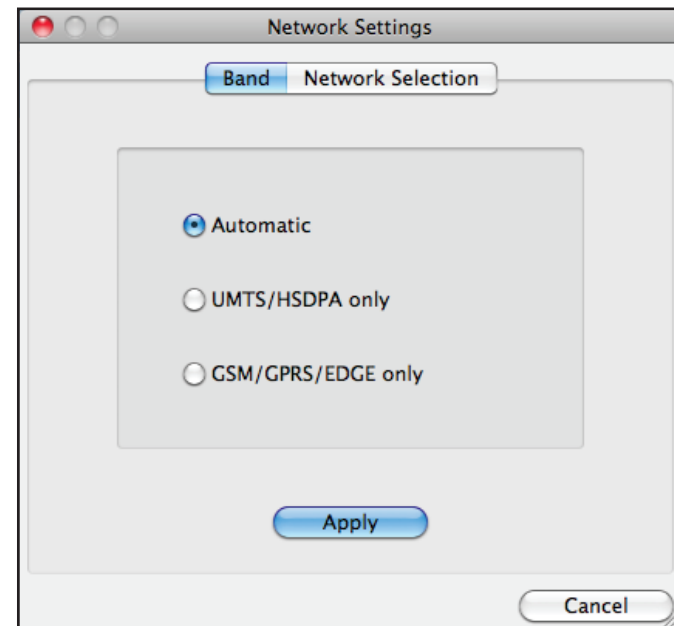 Network Settings
Band Network Selection
Automatic
UMTS/HSDPA only
GSM/GPRS/EDGE only
Apply
Cancel